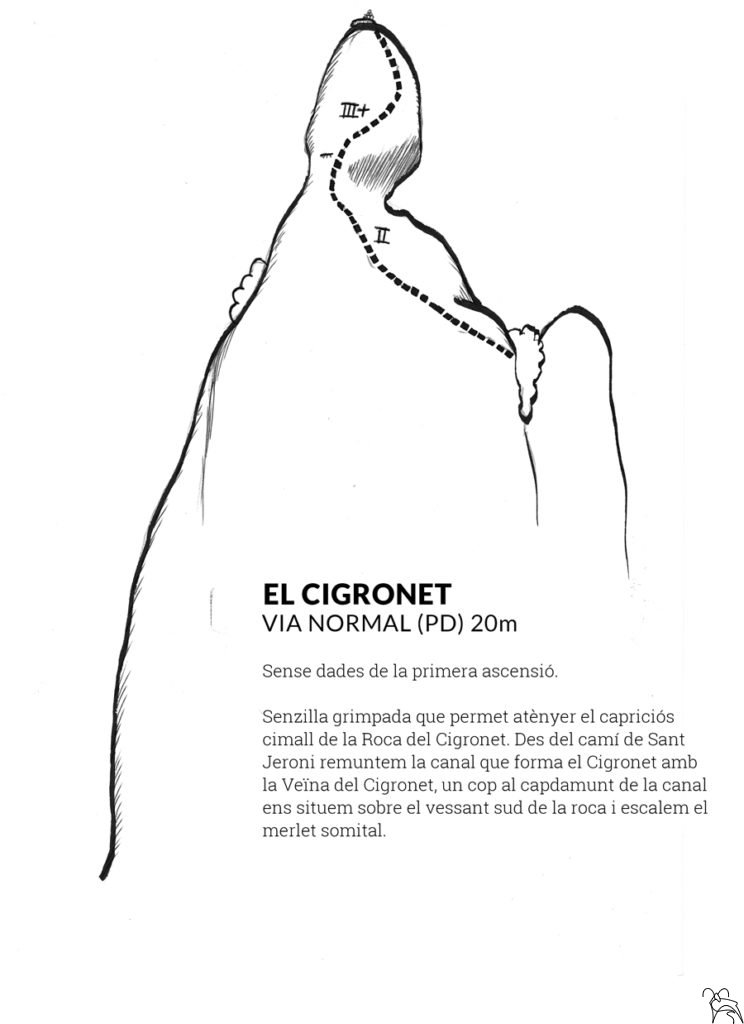 III+
II
EL CIGRONET
VIA NORMAL (PD) 20m
Sense dades de la primera ascensió.
Senzilla grimpada que permet atènyer el capriciós
cimall de la Roca del Cigronet. Des del camí de Sant
Jeroni remuntem la canal que forma el Cigronet amb
la Veïna del Cigronet, un cop al capdamunt de la canal
ens situem sobre el vessant sud de la roca i escalem el
merlet somital.